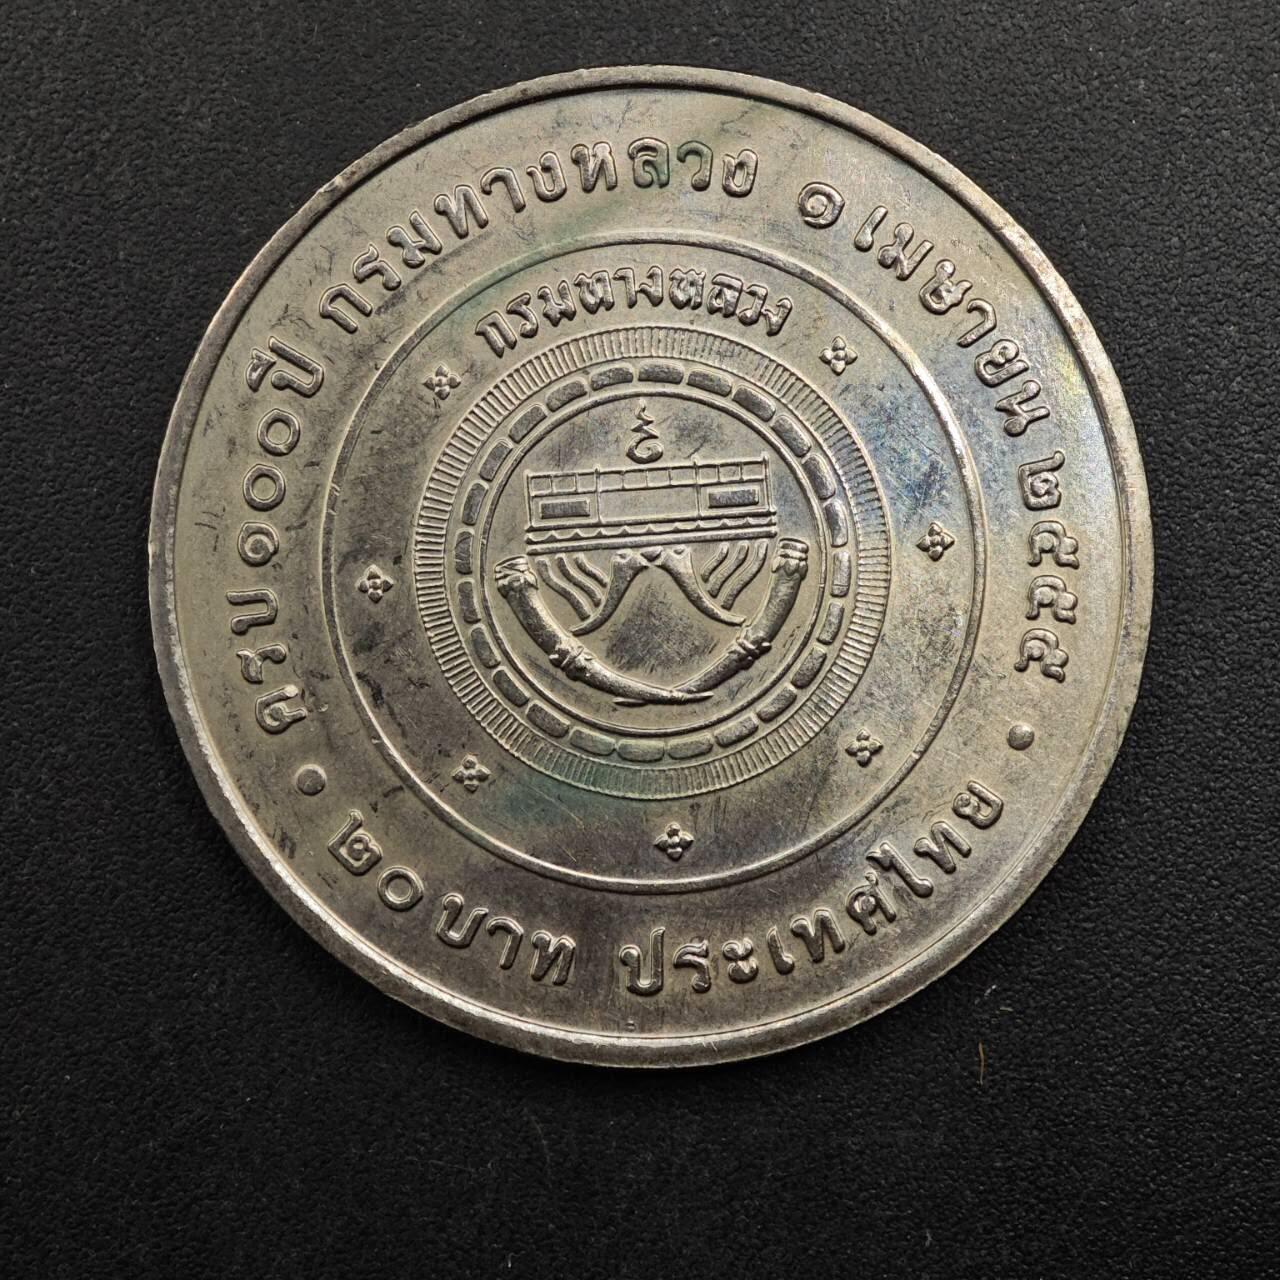 ครบ ๑๐๐ ปี กรมทางหลวง ๑ เมษายน ๒๕๕๕
กรมทางหลวง
๒๐ บาท ประเทศไทย